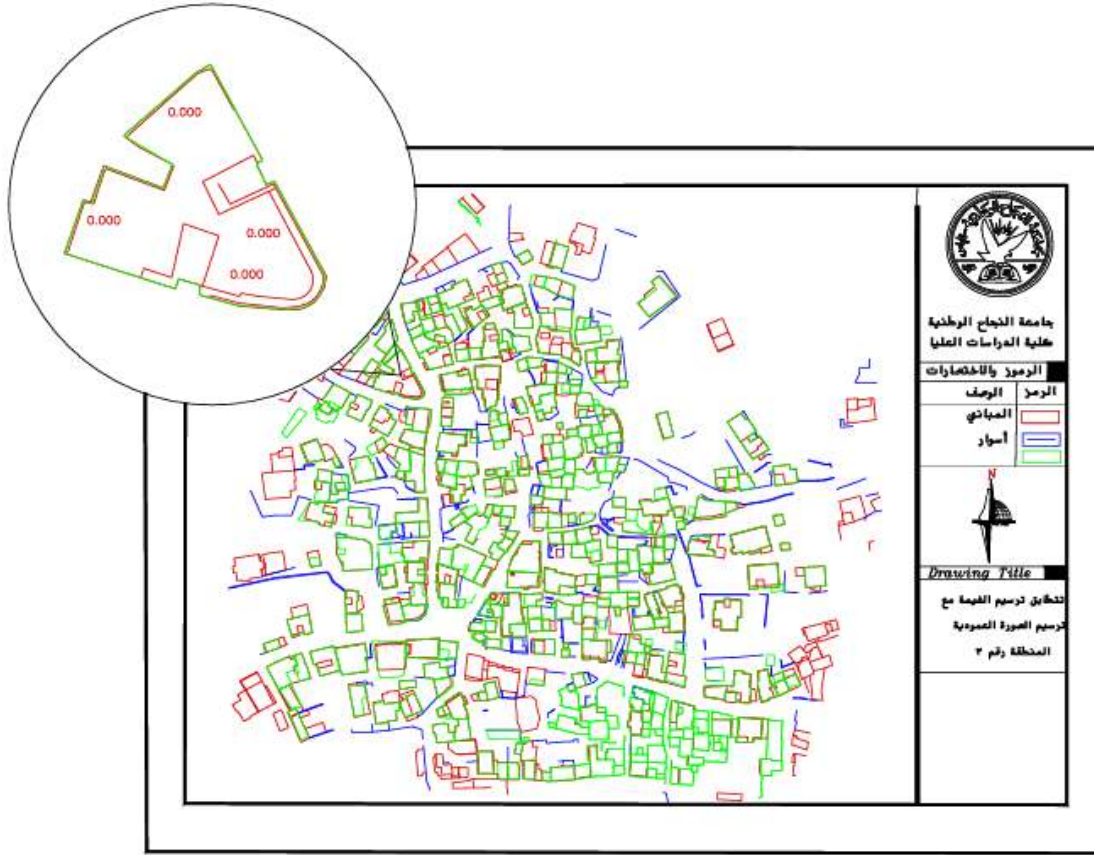 0.000
0.000
0.000
0.000
جامعة النجاح الوطنية
كلية الدراسات العليا
الرموز والاختصارات
الرمز الوصف
المباني
أسوار
N
Drawing Title
تتطابق ترسيم القيمة مع
ترسيم الصورة العمودية
المنطقة رقم ٣